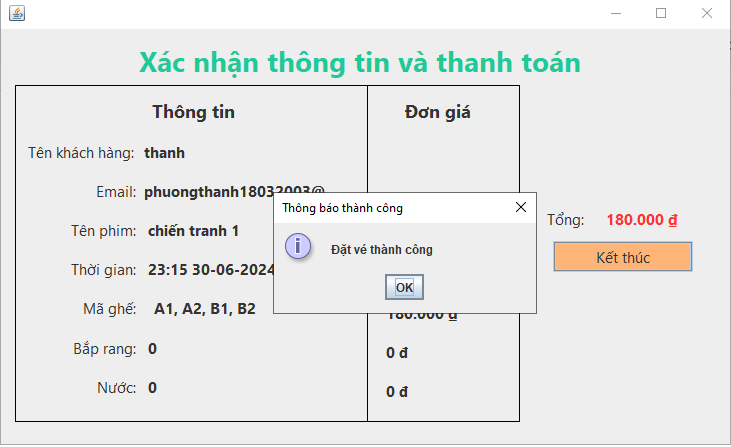 Xác nhận thông tin và thanh toán
Thông tin
Đơn giá
Tên khách hàng: thanh
Email: phuongthanh18032003@
Tên phim: chiến tranh 1
Thời gian: 23:15 30-06-2024
Mã ghế: A1, A2, B1, B2
180.000 ₫
Bắp rang: 0
0 đ
Nước: 0
0 đ
Tổng: 180.000 ₫
Kết thúc
Thông báo thành công
Đặt vé thành công
OK